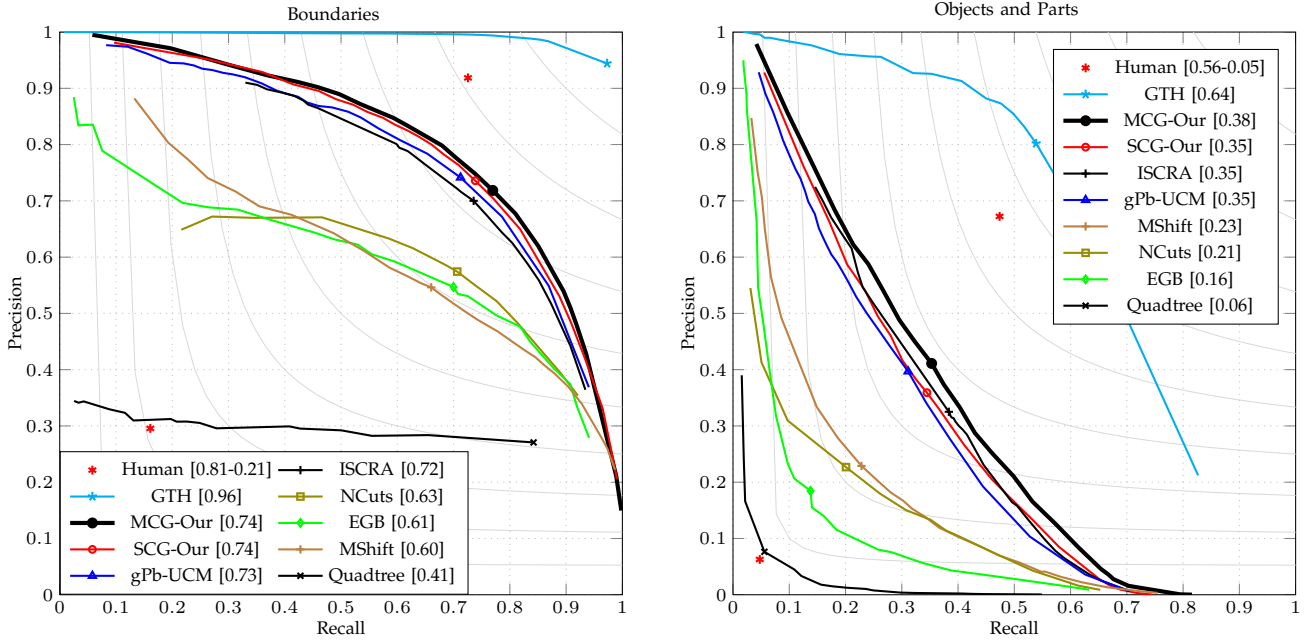 Boundaries
1
0.9
0.8
0.7
0.6
0.5
0.4
0.3
0.2
0.1
0
Precision
0 0.1 0.2 0.3 0.4 0.5 0.6 0.7 0.8 0.9 1
Recall
Human [0.81-0.21]
GTH [0.96]
MCG-Our [0.74]
SCG-Our [0.74]
gPb-UCM [0.73]
ISCRA [0.72]
NCuts [0.63]
EGB [0.61]
MShift [0.60]
Quadtree [0.41]
Objects and Parts
1
0.9
0.8
0.7
0.6
0.5
0.4
0.3
0.2
0.1
0
Precision
0 0.1 0.2 0.3 0.4 0.5 0.6 0.7 0.8 0.9 1
Recall
Human [0.56-0.05]
GTH [0.64]
MCG-Our [0.38]
SCG-Our [0.35]
ISCRA [0.35]
gPb-UCM [0.35]
MShift [0.23]
NCuts [0.21]
EGB [0.16]
Quadtree [0.06]